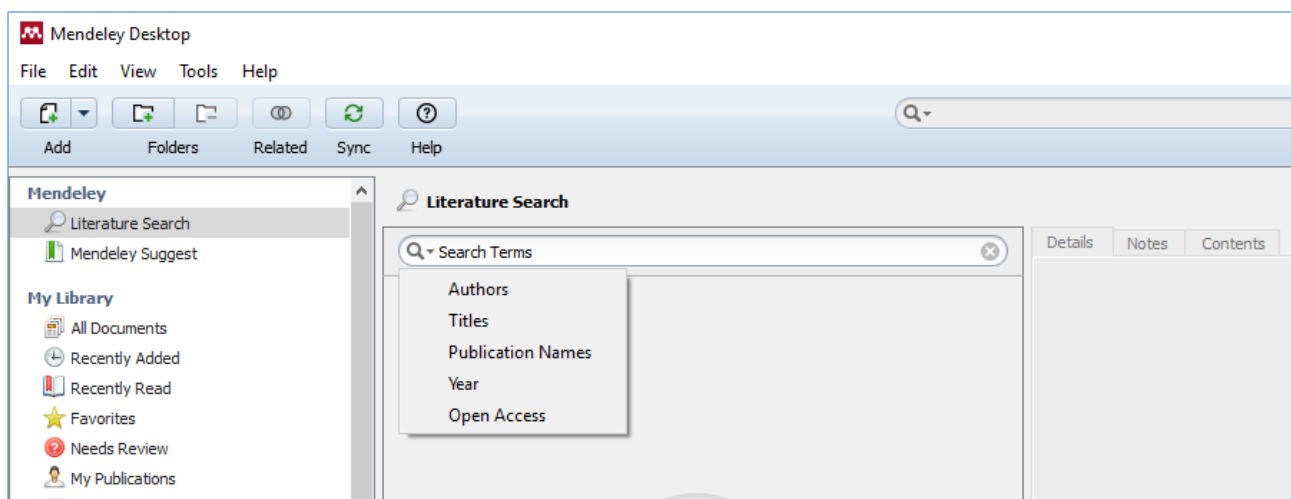 Mendeley Desktop
File Edit View Tools Help
Add Folders Related Sync Help
Mendeley
Literature Search
Mendeley Suggest
My Library
All Documents
Recently Added
Recently Read
Favorites
Needs Review
My Publications
Literature Search
Search Terms
Authors
Titles
Publication Names
Year
Open Access
Details Notes Contents